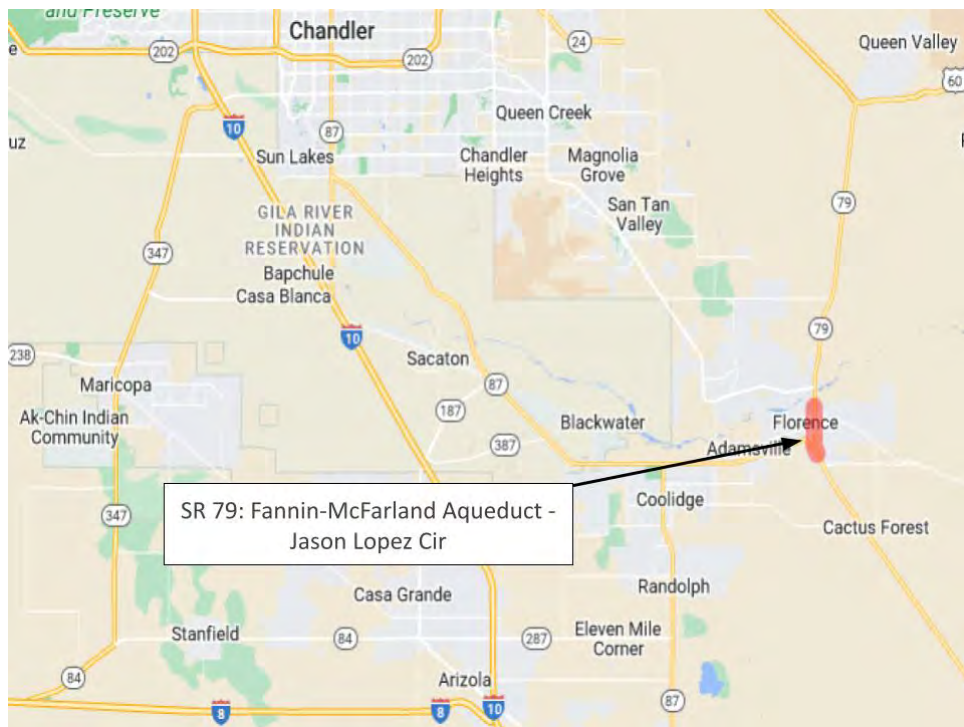 and Preserve
Chandler
202
24
Queen Valley
e
202
60
Queen Creek
10
87
uz
Sun Lakes
Chandler
Heights
Magnolia
Grove
San Tan
Valley
79
GILA RIVER
INDIAN
RESERVATION
347
Bapchule
Casa Blanca
10
79
238
Sacaton
Maricopa
87
187
Ak-Chin Indian
Community
Blackwater
Florence
387
Adamsville
SR 79: Fannin-McFarland Aqueduct -
Jason Lopez Cir
Coolidge
347
Cactus Forest
Casa Grande
Randolph
Stanfield
84
287
Eleven Mile
Corner
84
Arizola
87
8
8
10